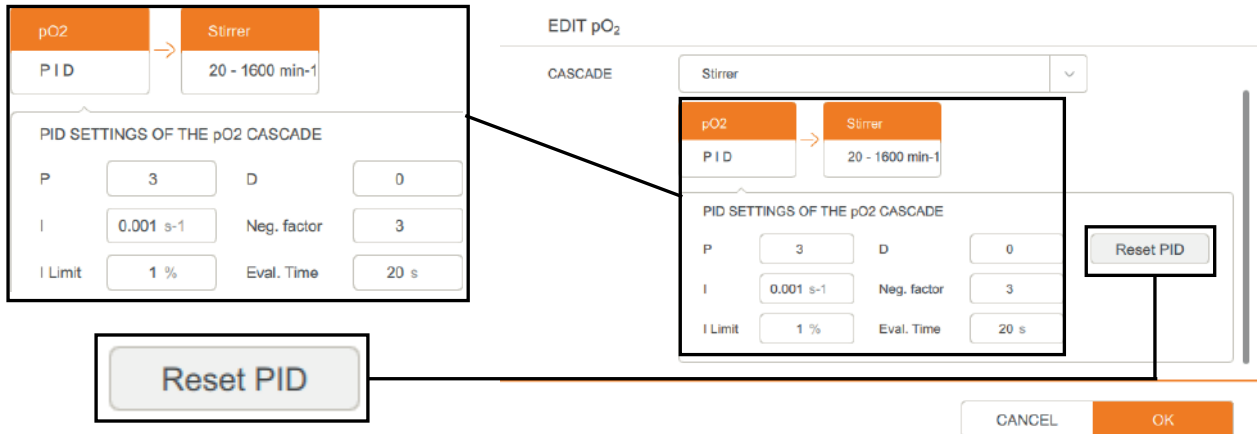 pO2 Stirrer
P I D 20 - 1600 min-1
PID SETTINGS OF THE pO2 CASCADE
P 3 D 0
I 0.001 s-1 Neg. factor 3
I Limit 1 % Eval. Time 20 s
Reset PID
EDIT pO₂
CASCADE Stirrer
pO2 Stirrer
P I D 20 - 1600 min-1
PID SETTINGS OF THE pO2 CASCADE
P 3 D 0 Reset PID
I 0.001 s-1 Neg. factor 3
I Limit 1 % Eval. Time 20 s
CANCEL OK